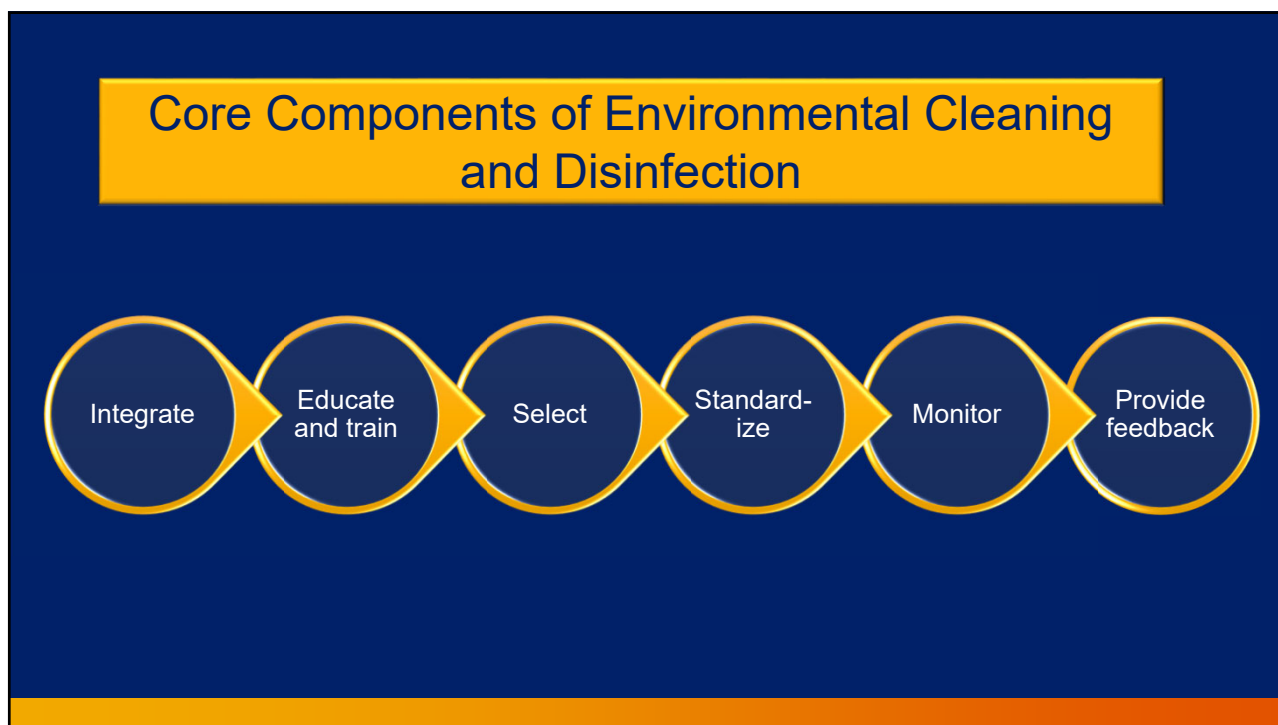 Core Components of Environmental Cleaning
and Disinfection
Integrate
Educate
and train
Select
Standard-
ize
Monitor
Provide
feedback